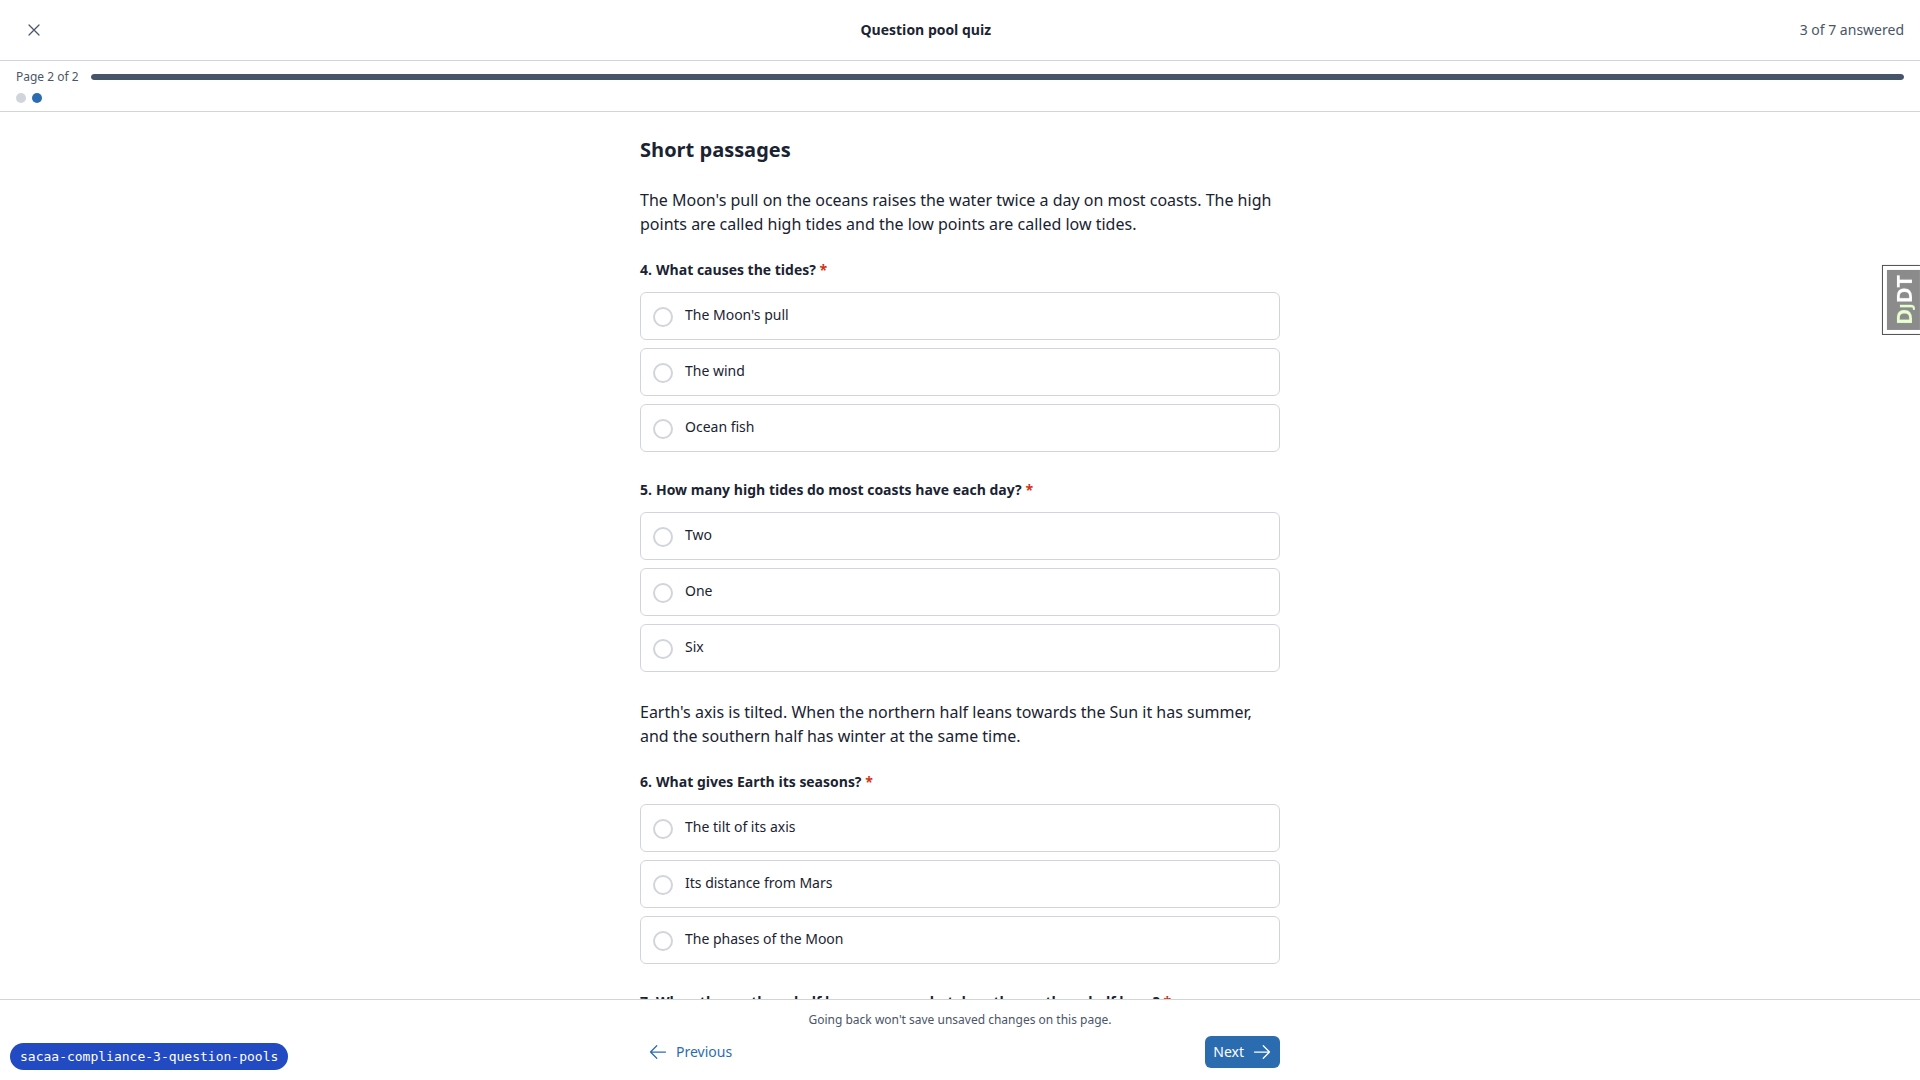 Question pool quiz
3 of 7 answered
Page 2 of 2
Short passages
The Moon's pull on the oceans raises the water twice a day on most coasts. The high
points are called high tides and the low points are called low tides.
4. What causes the tides? *
The Moon's pull
The wind
Ocean fish
5. How many high tides do most coasts have each day? *
Two
One
Six
Earth's axis is tilted. When the northern half leans towards the Sun it has summer,
and the southern half has winter at the same time.
6. What gives Earth its seasons? *
The tilt of its axis
Its distance from Mars
The phases of the Moon
Going back won't save unsaved changes on this page.
Previous
Next
sacaa-compliance-3-question-pools
DJDT